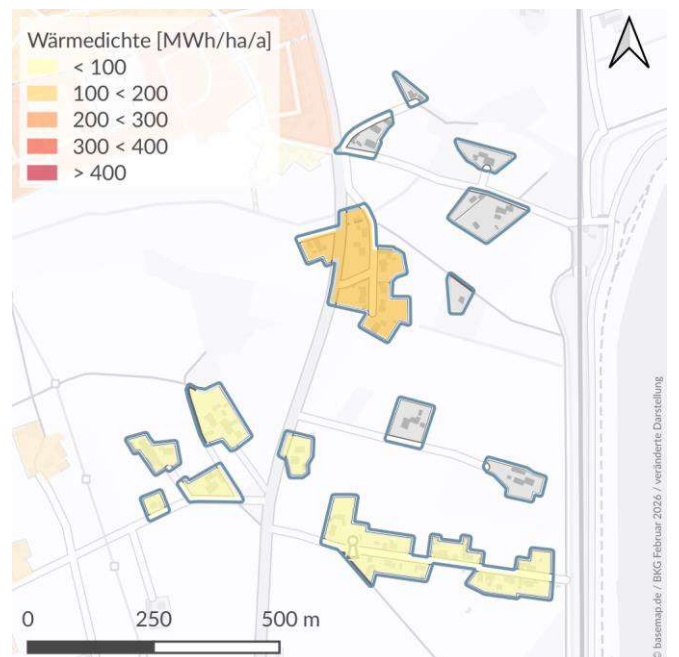 Wärmedichte [MWh/ha/a]
< 100
100 < 200
200 < 300
300 < 400
> 400
0 250 500 m
© basemap.de / BKG Februar 2026 / veränderte Darstellung